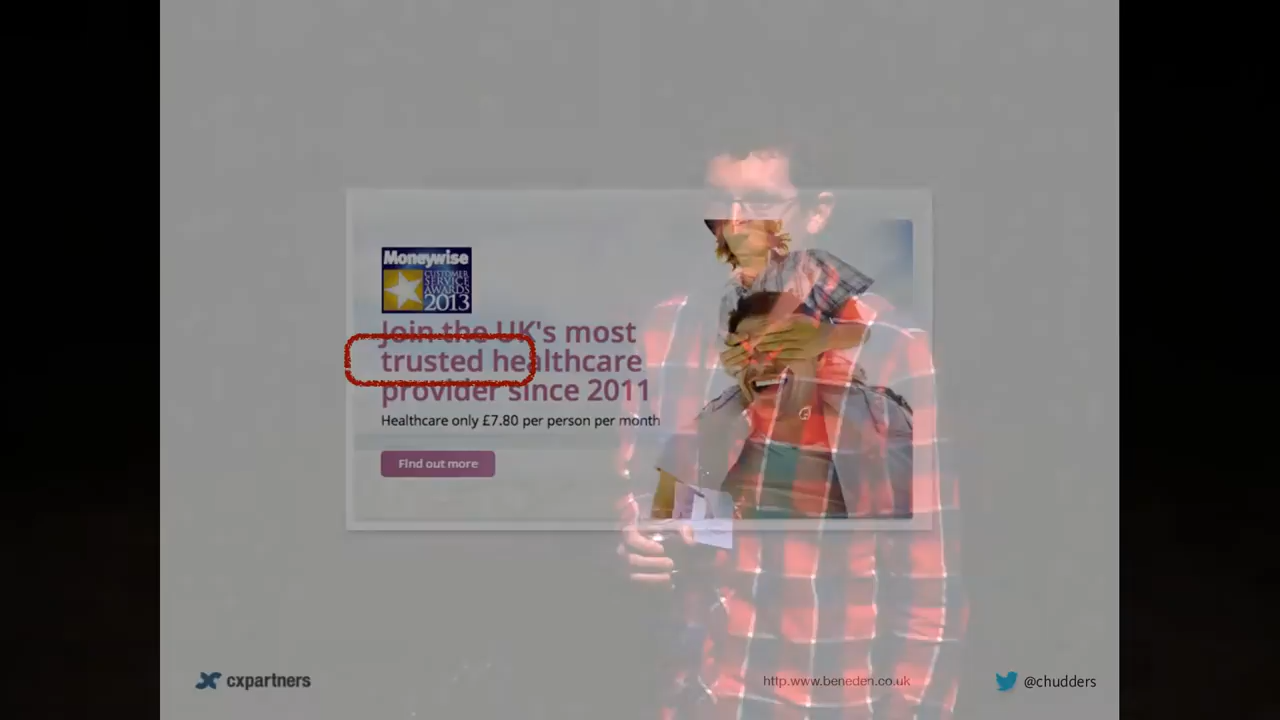 Moneywise
CUSTOMER
SERVICE
AWARDS
2013
Join the UK's most
trusted healthcare
provider since 2011
Healthcare only £7.80 per person per month
Find out more
cxpartners
http.www.beneden.co.uk
@chudders